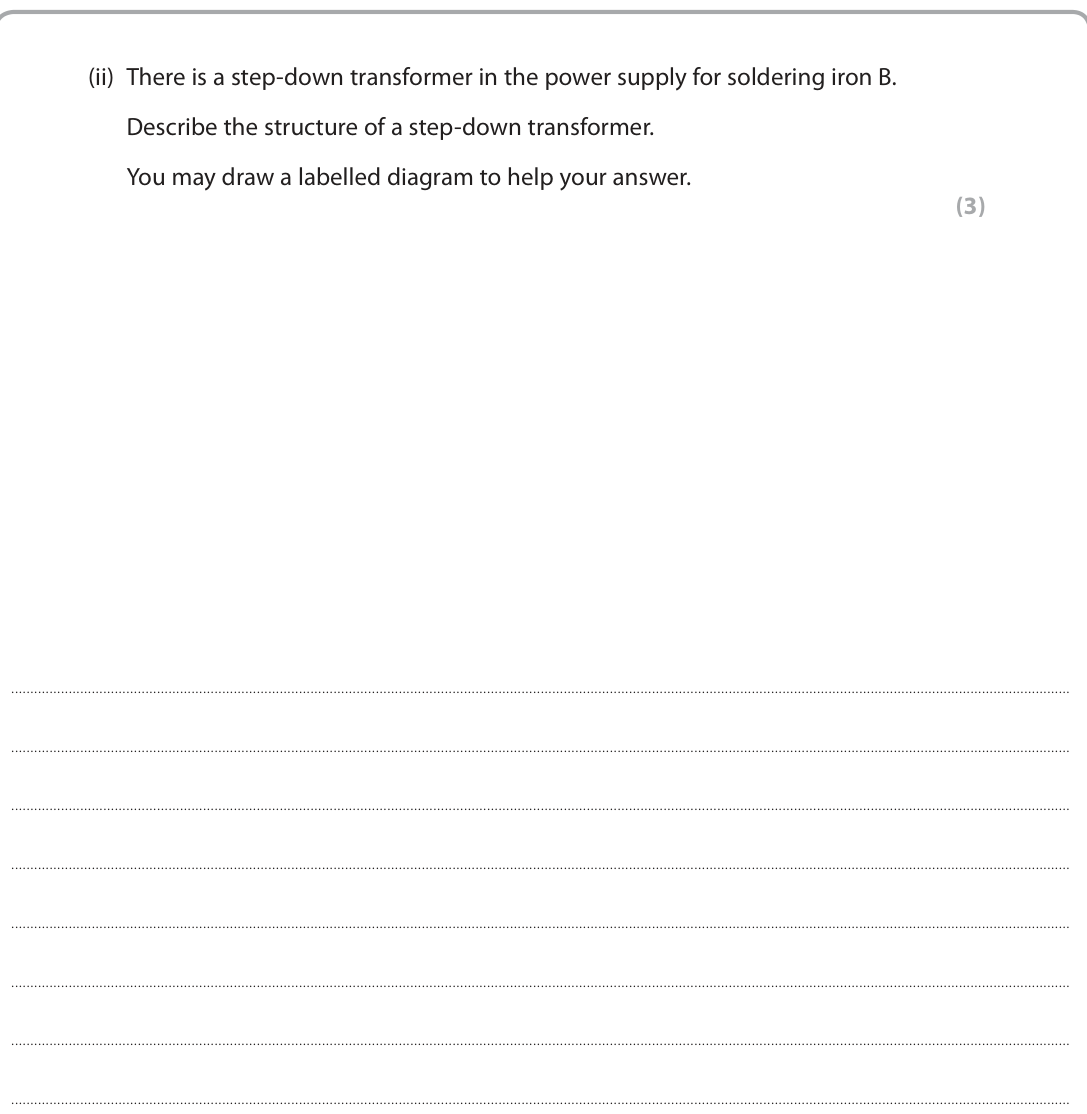 (ii) There is a step-down transformer in the power supply for soldering iron B.
Describe the structure of a step-down transformer.
You may draw a labelled diagram to help your answer.
(3)